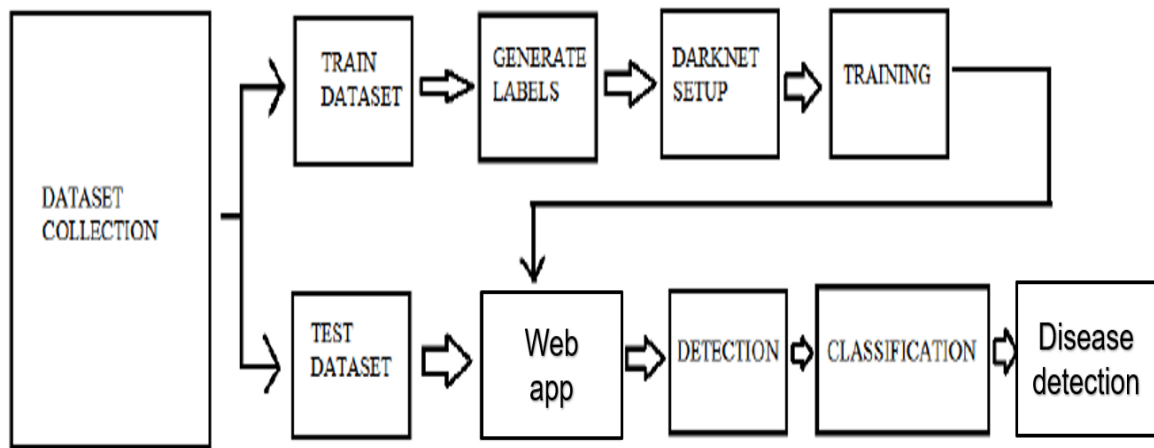 DATASET
COLLECTION
TRAIN
DATASET
GENERATE
LABELS
DARKNET
SETUP
TRAINING
TEST
DATASET
Web
app
DETECTION
CLASSIFICATION
Disease
detection